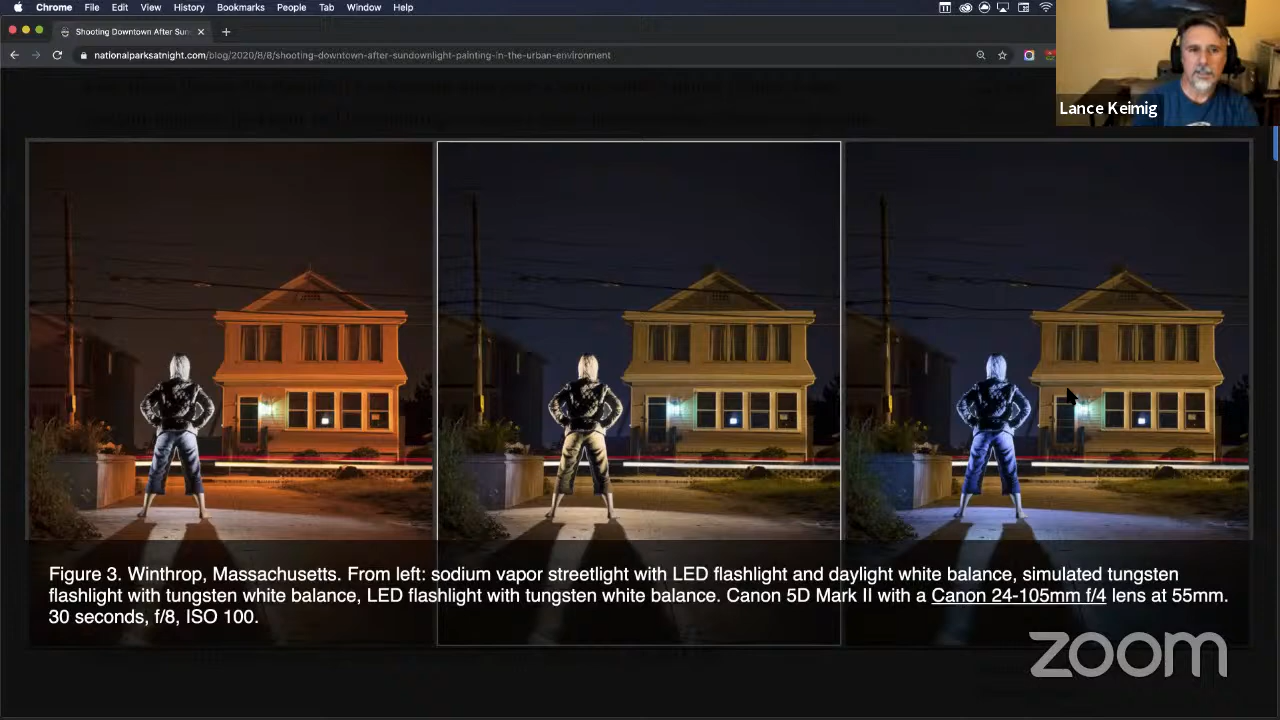 Chrome File Edit View History Bookmarks People Tab Window Help
Shooting Downtown After Sun
nationalparksatnight.com/blog/2020/8/8/shooting-downtown-after-sundownlight-painting-in-the-urban-environment
Lance Keimig
Figure 3. Winthrop, Massachusetts. From left: sodium vapor streetlight with LED flashlight and daylight white balance, simulated tungsten
flashlight with tungsten white balance, LED flashlight with tungsten white balance. Canon 5D Mark II with a Canon 24-105mm f/4 lens at 55mm.
30 seconds, f/8, ISO 100.
zoom